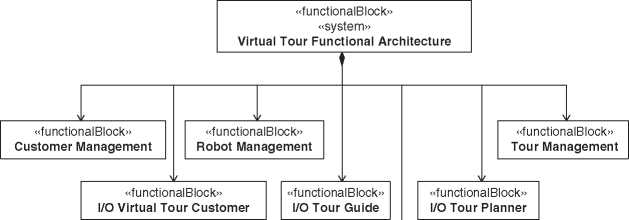 «functionalBlock»
«system»
Virtual Tour Functional Architecture
«functionalBlock»
Customer Management
«functionalBlock»
Robot Management
«functionalBlock»
Tour Management
«functionalBlock»
I/O Virtual Tour Customer
«functionalBlock»
I/O Tour Guide
«functionalBlock»
I/O Tour Planner